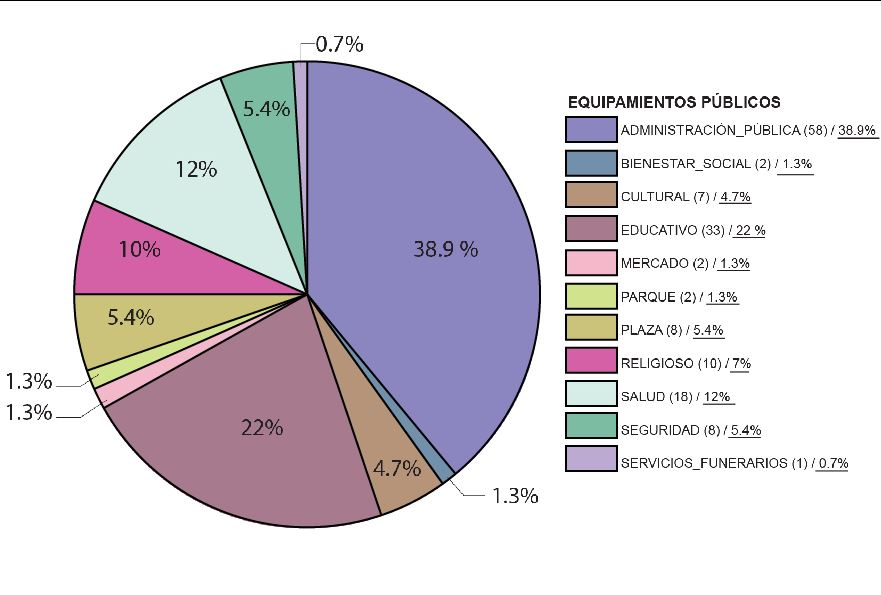 0.7%
5.4%
12%
10%
38.9 %
5.4%
1.3%
1.3%
22%
4.7%
1.3%
EQUIPAMIENTOS PÚBLICOS
ADMINISTRACIÓN_PÚBLICA (58) / 38.9%
BIENESTAR_SOCIAL (2) / 1.3%
CULTURAL (7) / 4.7%
EDUCATIVO (33) / 22 %
MERCADO (2) / 1.3%
PARQUE (2) / 1.3%
PLAZA (8) / 5.4%
RELIGIOSO (10) / 7%
SALUD (18) / 12%
SEGURIDAD (8) / 5.4%
SERVICIOS_FUNERARIOS (1) / 0.7%